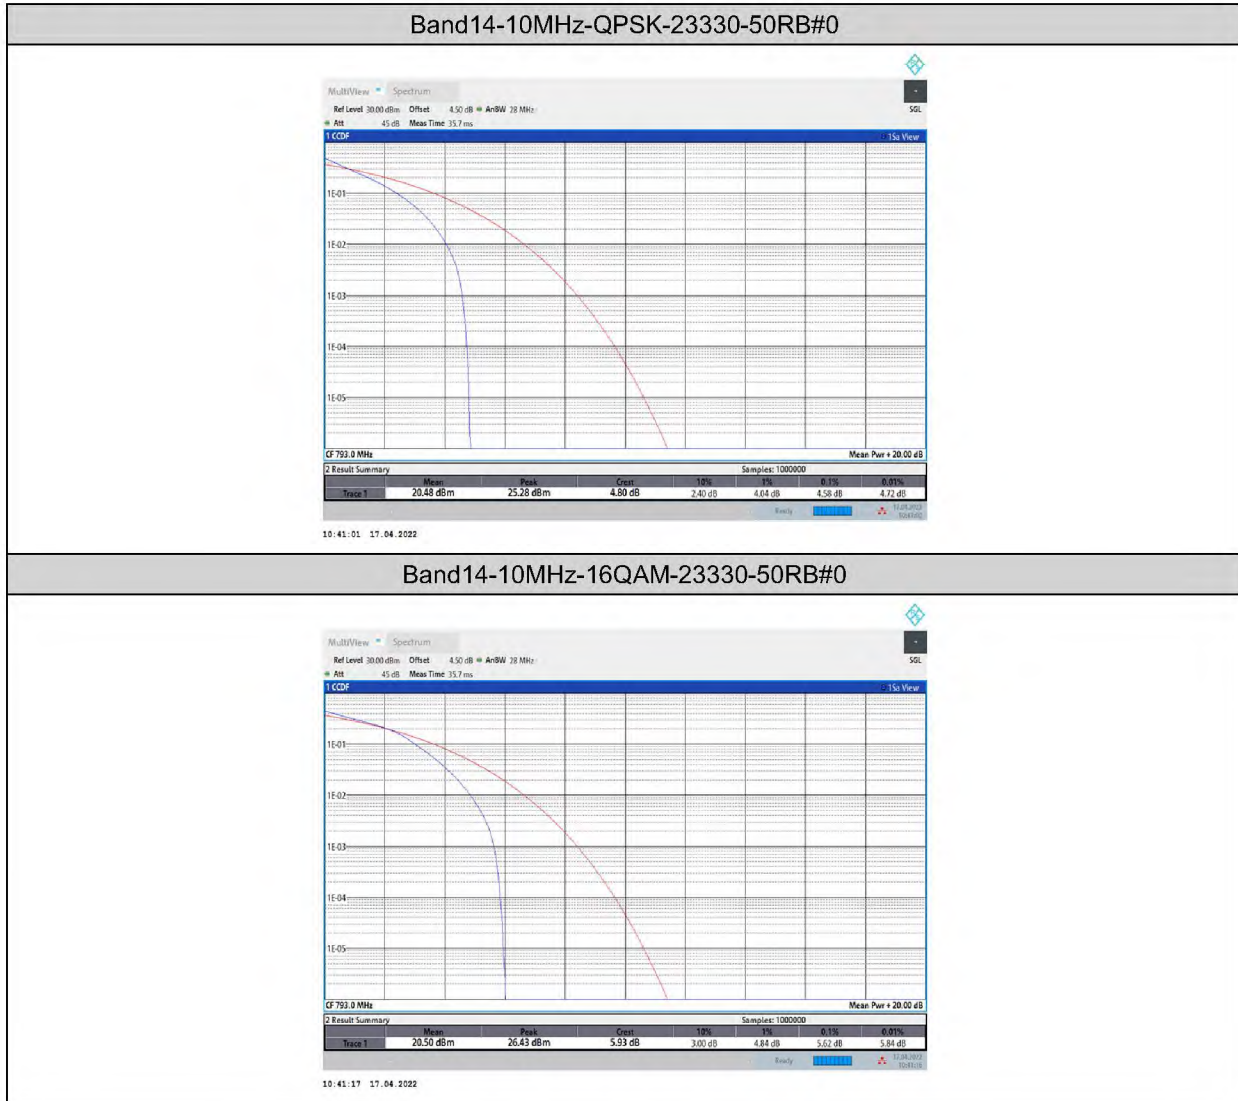 Band14-10MHz-QPSK-23330-50RB#0
MultiView Spectrum
Ref Level 30.00 dBm Offset 4.50 dB AnBW 28 MHz
Att 45 dB Meas Time 35.7 ms SGL
1 CCDF 1Sa View
1E-01
1E-02
1E-03
1E-04
1E-05
CF 793.0 MHz Mean Pwr + 20.00 dB
2 Result Summary Samples: 1000000
Mean Peak Crest 10% 1% 0.1% 0.01%
Trace 1 20.48 dBm 25.28 dBm 4.80 dB 2.40 dB 4.04 dB 4.58 dB 4.72 dB
Ready
10:41:01 17.04.2022
Band14-10MHz-16QAM-23330-50RB#0
MultiView Spectrum
Ref Level 30.00 dBm Offset 4.50 dB AnBW 28 MHz
Att 45 dB Meas Time 35.7 ms SGL
1 CCDF 1Sa View
1E-01
1E-02
1E-03
1E-04
1E-05
CF 793.0 MHz Mean Pwr + 20.00 dB
2 Result Summary Samples: 1000000
Mean Peak Crest 10% 1% 0.1% 0.01%
Trace 1 20.50 dBm 26.43 dBm 5.93 dB 3.00 dB 4.84 dB 5.62 dB 5.84 dB
Ready
10:41:17 17.04.2022